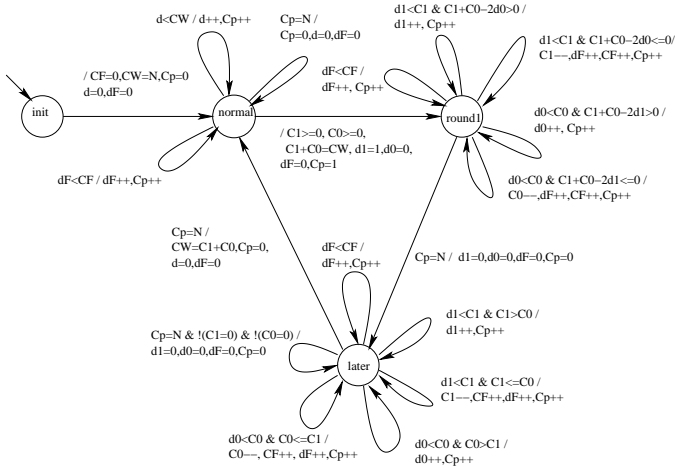 d<CW / d++,Cp++
Cp=N /
Cp=0,d=0,dF=0
d1<C1 & C1+C0−2d0>0 /
d1++, Cp++
d1<C1 & C1+C0−2d0<=0/
C1−−,dF++,CF++,Cp++
/ CF=0,CW=N,Cp=0
d=0,dF=0
dF<CF /
dF++, Cp++
init
normal
round1
d0<C0 & C1+C0−2d1>0 /
d0++, Cp++
/ C1>=0, C0>=0,
C1+C0=CW, d1=1,d0=0,
dF=0,Cp=1
dF<CF / dF++,Cp++
d0<C0 & C1+C0−2d1<=0 /
C0−−,dF++,CF++,Cp++
Cp=N /
CW=C1+C0,Cp=0,
d=0,dF=0
dF<CF /
dF++,Cp++
Cp=N / d1=0,d0=0,dF=0,Cp=0
d1<C1 & C1>C0 /
d1++,Cp++
Cp=N & !(C1=0) & !(C0=0) /
d1=0,d0=0,dF=0,Cp=0
later
d1<C1 & C1<=C0 /
C1−−,CF++,dF++,Cp++
d0<C0 & C0<=C1 /
C0−−, CF++, dF++,Cp++
d0<C0 & C0>C1 /
d0++,Cp++